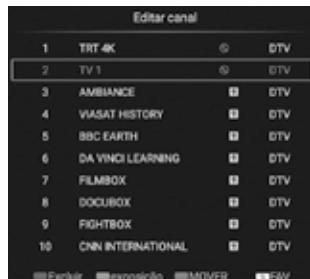 Editar canal
1 TRT 4K DTV
2 TV 1 DTV
3 AMBIANCE DTV
4 VIASAT HISTORY DTV
5 BBC EARTH DTV
6 DA VINCI LEARNING DTV
7 FILMBOX DTV
8 DOCUBOX DTV
9 FIGHTBOX DTV
10 CNN INTERNATIONAL DTV
Excluir exposição MOVER FAV